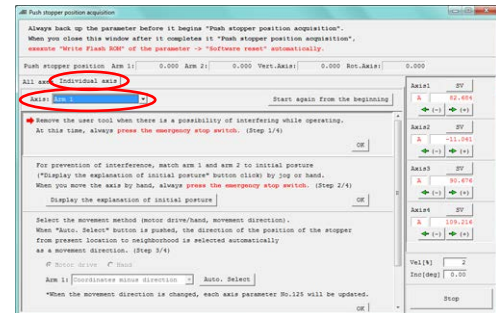 Push stopper position acquisition
Always back up the parameter before it begins "Push stopper position acquisition".
When you close this window after it completes it "Push stopper position acquisition",
execute "Write Flash ROM" of the parameter -> "Software reset" automatically.
Push stopper position Arm 1: 0.000 Arm 2: 0.000 Vert.Axis: 0.000 Rot.Axis: 0.000
All axes Individual axis
Axis: Arm 1 Start again from the beginning
Remove the user tool when there is a possibility of interfering while operating.
At this time, always press the emergency stop switch. (Step 1/4)
OK
For prevention of interference, match arm 1 and arm 2 to initial posture
("Display the explanation of initial posture" button click) by jog or hand.
When you move the axis by hand, always press the emergency stop switch. (Step 2/4)
Display the explanation of initial posture OK
Select the movement method (motor drive/hand, movement direction).
When "Auto. Select" button is pushed, the direction of the position of the stopper
from present location to neighborhood is selected automatically
as a movement direction. (Step 3/4)
Motor drive Hand
Arm 1: Coordinates minus direction Auto. Select
*When the movement direction is changed, each axis parameter No.125 will be updated.
OK
Axis1 SV
A 82.654
(-) (+)
Axis2 SV
A -11.041
(-) (+)
Axis3 SV
A 90.676
(-) (+)
Axis4 SV
A 109.216
(-) (+)
Vel[%] 2
Inc[deg] 0.00
Stop